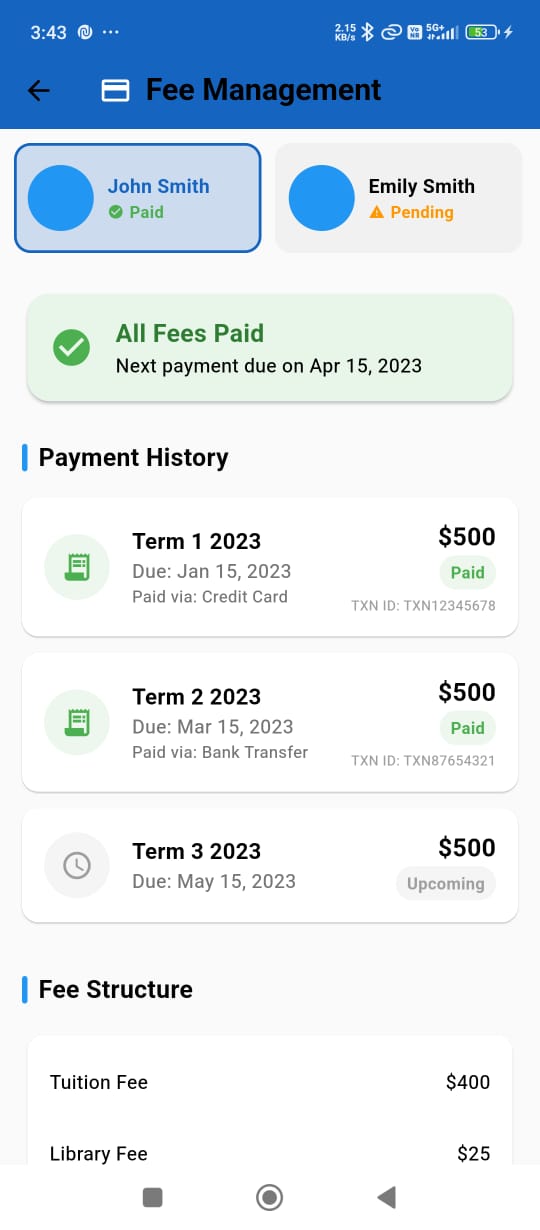 3:43
2.15 KB/s
Vo NR
5G+
53
Fee Management
John Smith
Paid
Emily Smith
Pending
All Fees Paid
Next payment due on Apr 15, 2023
Payment History
Term 1 2023
Due: Jan 15, 2023
Paid via: Credit Card
$500
Paid
TXN ID: TXN12345678
Term 2 2023
Due: Mar 15, 2023
Paid via: Bank Transfer
$500
Paid
TXN ID: TXN87654321
Term 3 2023
Due: May 15, 2023
$500
Upcoming
Fee Structure
Tuition Fee $400
Library Fee $25